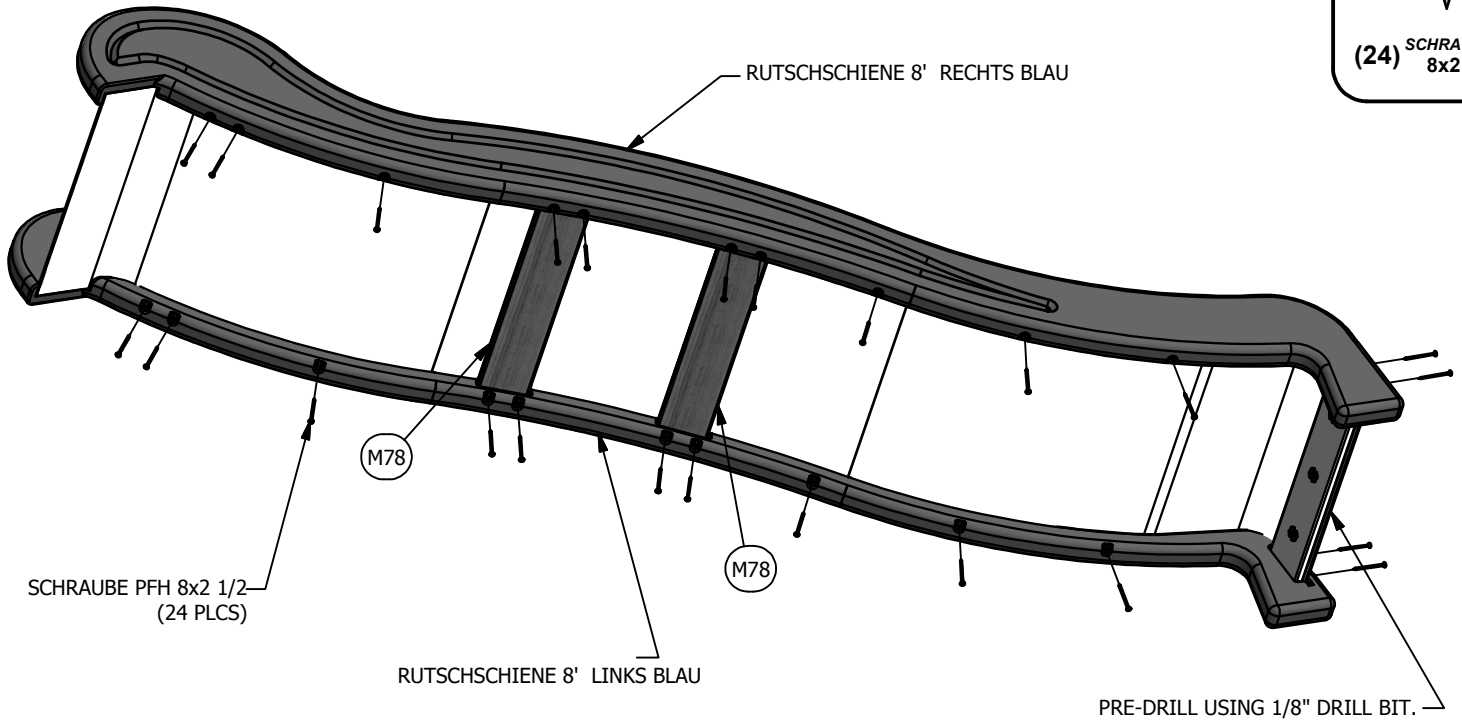 (24) SCHRA
8x2
RUTSCHSCHIENE 8' RECHTS BLAU
M78
M78
SCHRAUBE PFH 8x2 1/2
(24 PLCS)
RUTSCHSCHIENE 8' LINKS BLAU
PRE-DRILL USING 1/8" DRILL BIT.